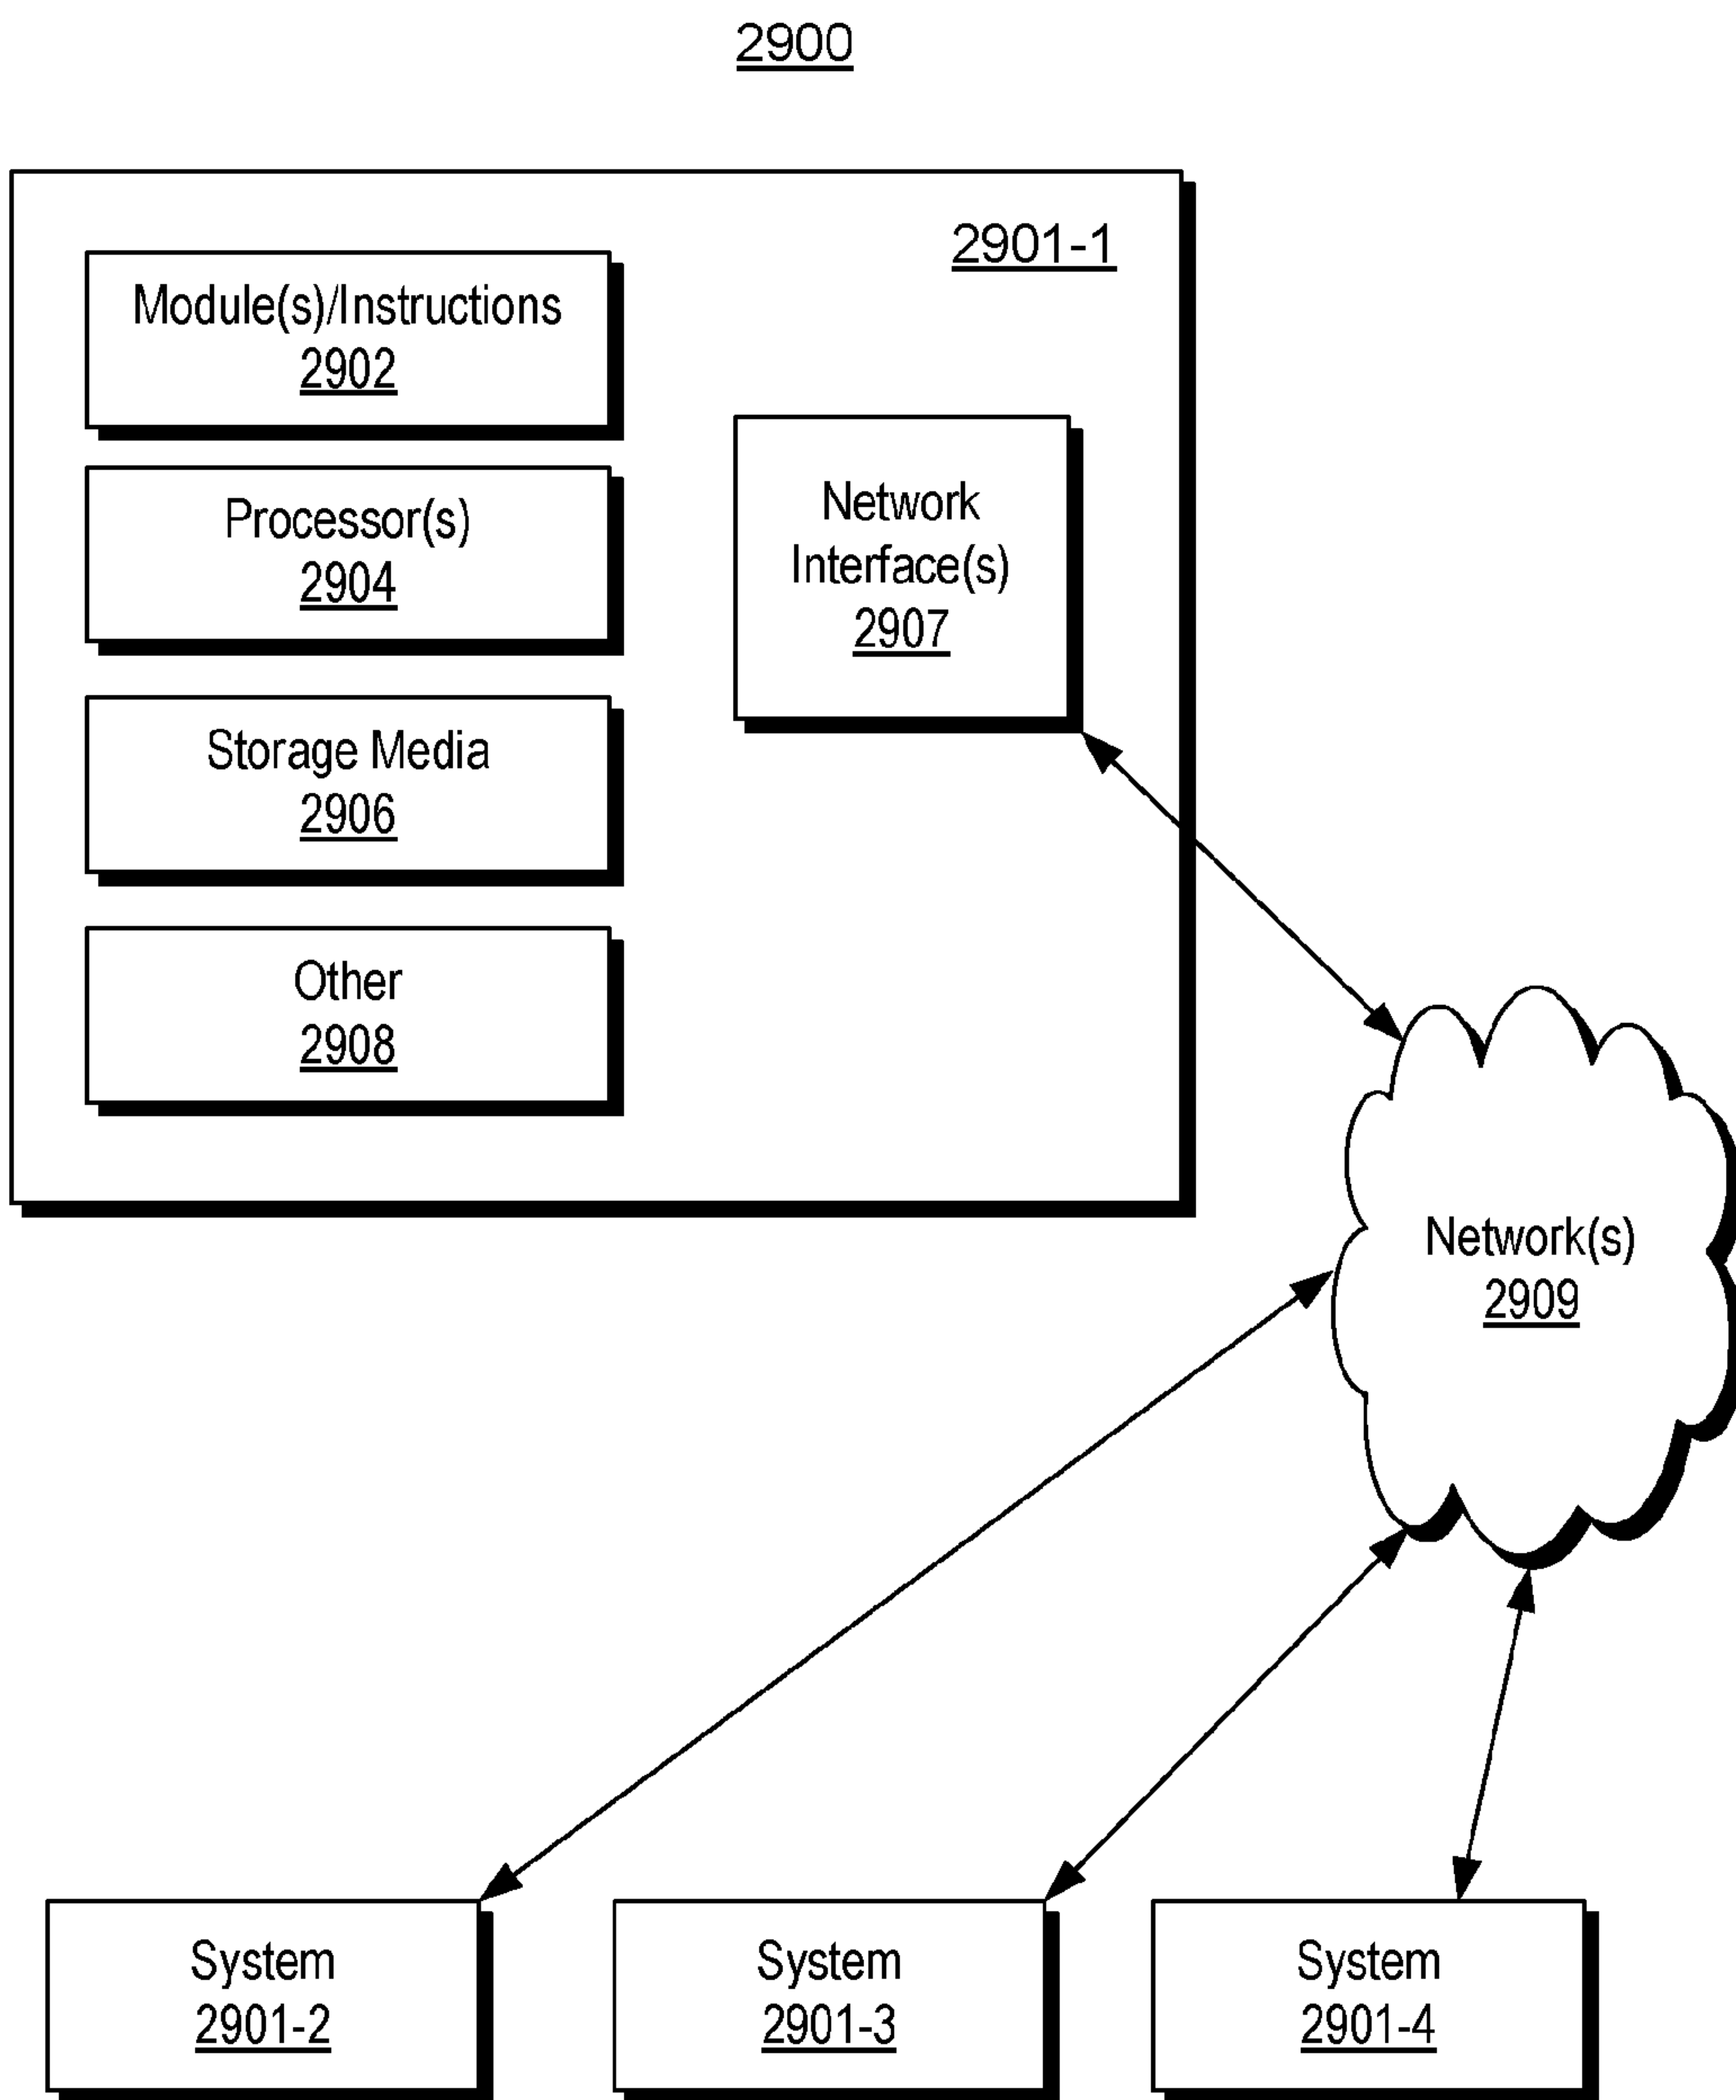 2900
2901-1
Module(s)/Instructions
2902
Processor(s)
2904
Storage Media
2906
Other
2908
Network
Interface(s)
2907
Network(s)
2909
System
2901-2
System
2901-3
System
2901-4